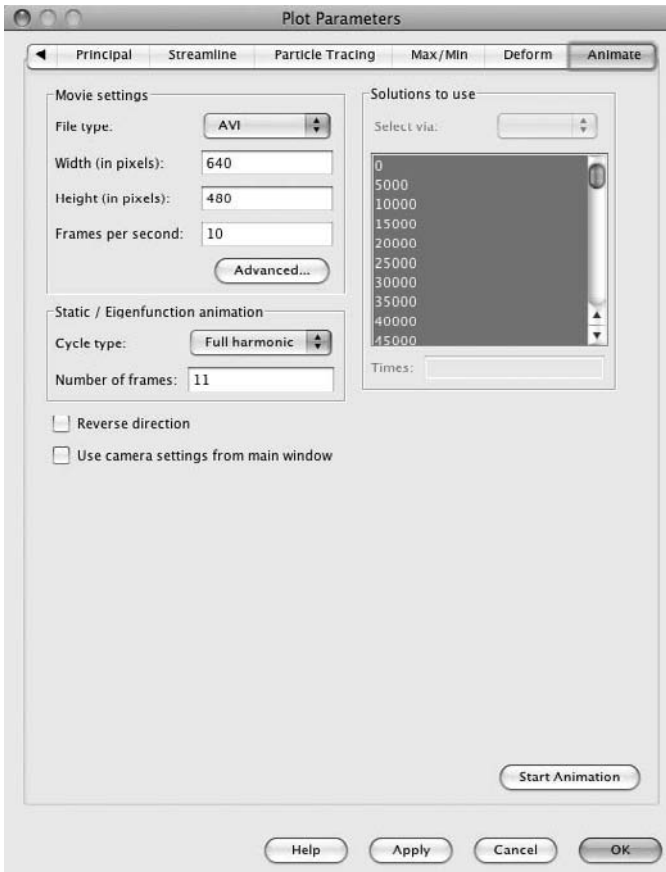 Plot Parameters
Principal Streamline Particle Tracing Max/Min Deform Animate
Movie settings
File type:
AVI
Width (in pixels):
640
Height (in pixels):
480
Frames per second:
10
Advanced...
Static / Eigenfunction animation
Cycle type:
Full harmonic
Number of frames:
11
Reverse direction
Use camera settings from main window
Solutions to use
Select via:
0
5000
10000
15000
20000
25000
30000
35000
40000
45000
Times:
Start Animation
Help Apply Cancel OK